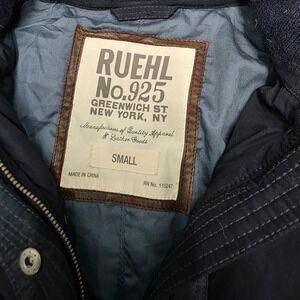 RUEHL
No.925
GREENWICH ST
NEW YORK, NY
Manufacturers of Quality Apparel
& Leather Goods
SMALL
MADE IN CHINA
RN No. 115247